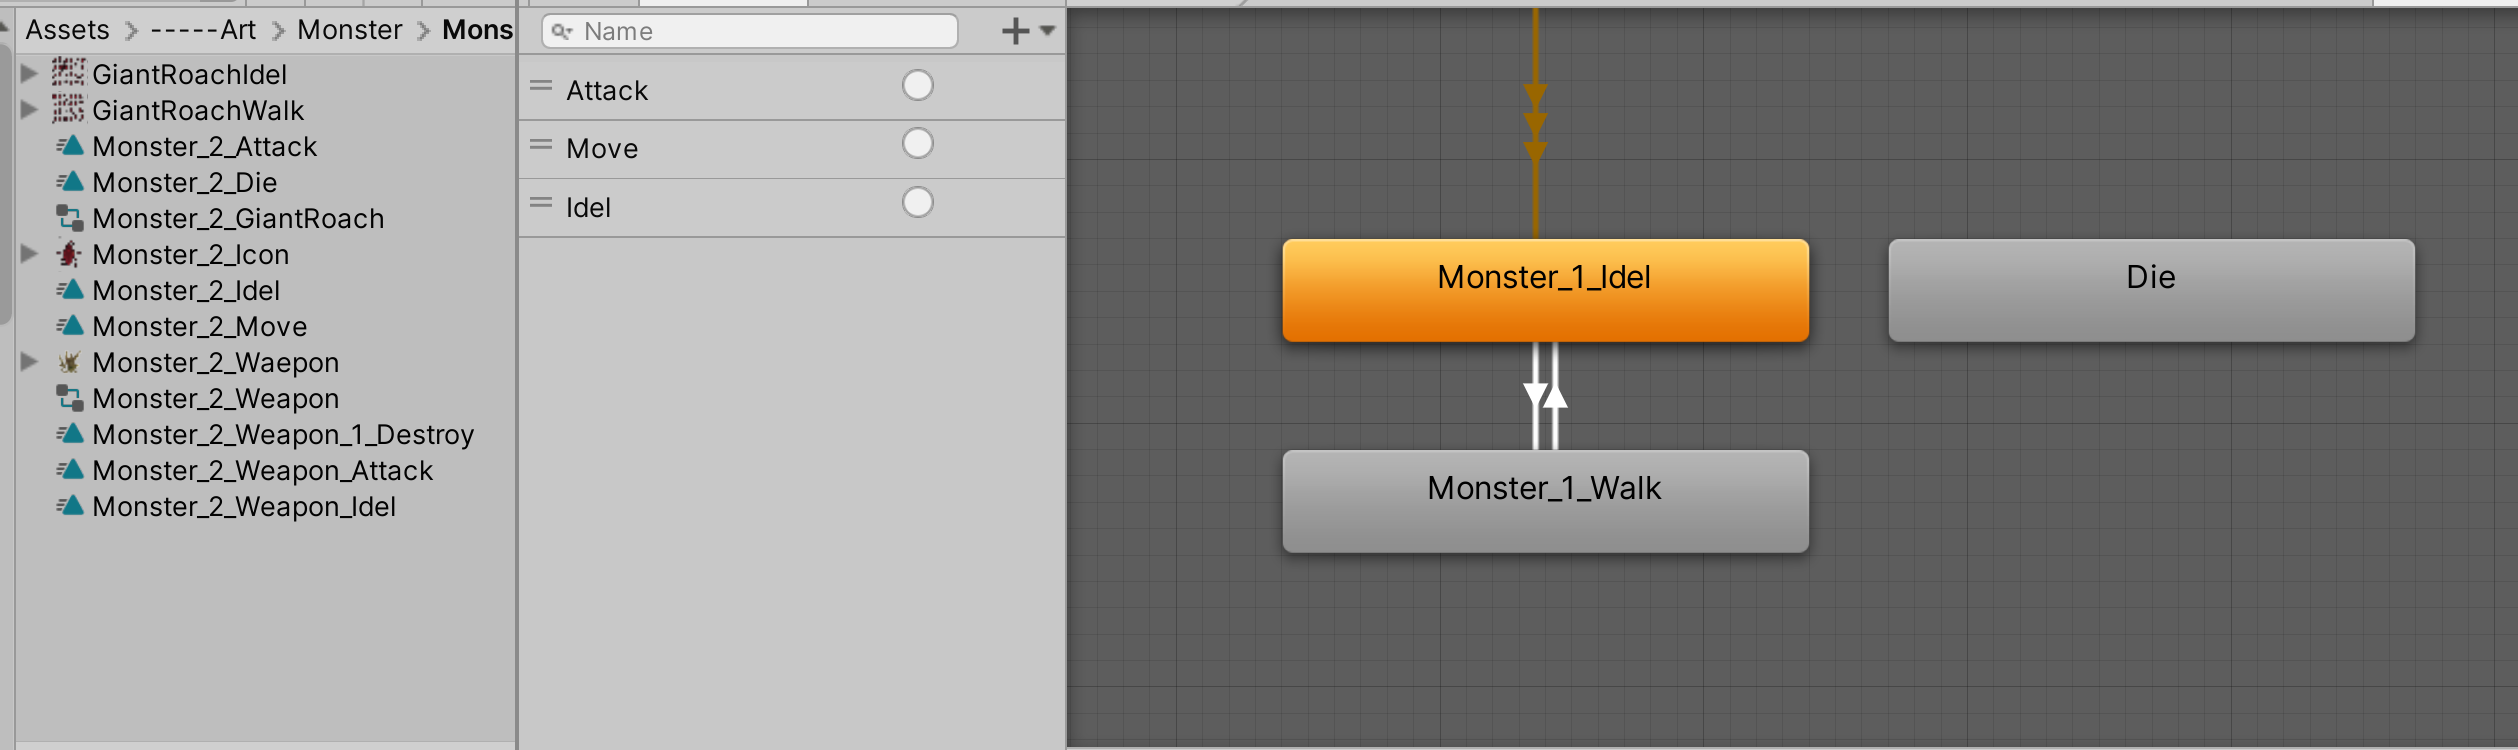 Assets > -----Art > Monster > Mons
GiantRoachIdel
GiantRoachWalk
Monster_2_Attack
Monster_2_Die
Monster_2_GiantRoach
Monster_2_Icon
Monster_2_Idel
Monster_2_Move
Monster_2_Waepon
Monster_2_Weapon
Monster_2_Weapon_1_Destroy
Monster_2_Weapon_Attack
Monster_2_Weapon_Idel
Name
Attack
Move
Idel
Monster_1_Idel
Die
Monster_1_Walk